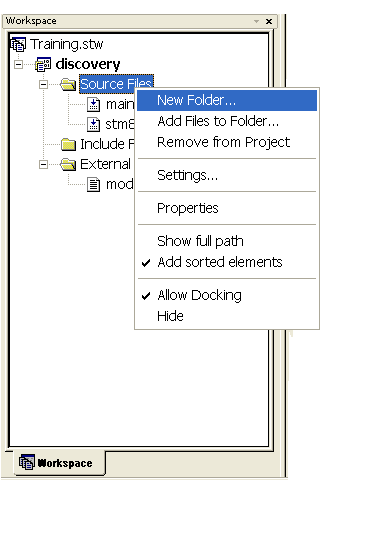 Workspace
Training.stw
discovery
Source Files
New Folder...
main
Add Files to Folder...
stm8
Remove from Project
Include F
External
Settings...
mod
Properties
Show full path
Add sorted elements
Allow Docking
Hide
Workspace